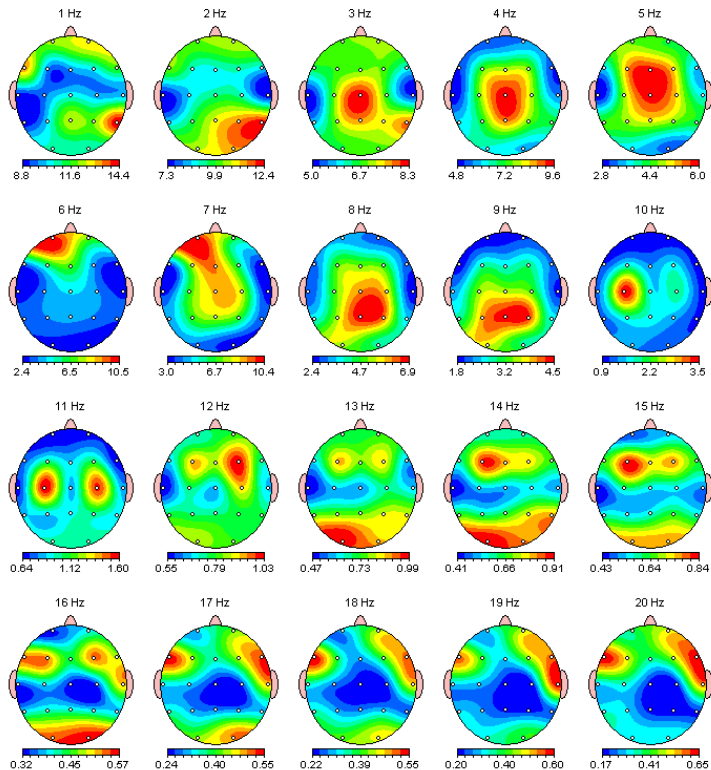 1 Hz 2 Hz 3 Hz 4 Hz 5 Hz
8.8 11.6 14.4 7.3 9.9 12.4 5.0 6.7 8.3 4.8 7.2 9.6 2.8 4.4 6.0
6 Hz 7 Hz 8 Hz 9 Hz 10 Hz
2.4 6.5 10.5 3.0 6.7 10.4 2.4 4.7 6.9 1.8 3.2 4.5 0.9 2.2 3.5
11 Hz 12 Hz 13 Hz 14 Hz 15 Hz
0.64 1.12 1.60 0.55 0.79 1.03 0.47 0.73 0.99 0.41 0.66 0.91 0.43 0.64 0.84
16 Hz 17 Hz 18 Hz 19 Hz 20 Hz
0.32 0.45 0.57 0.24 0.40 0.55 0.22 0.39 0.55 0.20 0.40 0.60 0.17 0.41 0.65